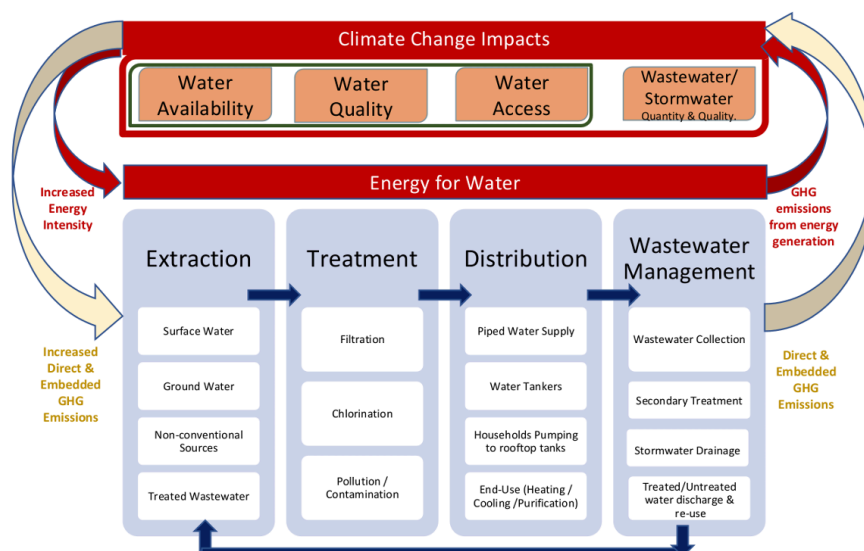 Climate Change Impacts
Water
Availability
Water
Quality
Water
Access
Wastewater/
Stormwater
Quantity & Quality.
Energy for Water
Increased
Energy
Intensity
GHG
emissions
from energy
generation
Extraction
Treatment
Distribution
Wastewater
Management
Surface Water
Ground Water
Non-conventional
Sources
Treated Wastewater
Filtration
Chlorination
Pollution /
Contamination
Piped Water Supply
Water Tankers
Households Pumping
to rooftop tanks
End-Use (Heating /
Cooling /Purification)
Wastewater Collection
Secondary Treatment
Stormwater Drainage
Treated/Untreated
water discharge &
re-use
Increased
Direct &
Embedded
GHG
Emissions
Direct &
Embedded
GHG
Emissions